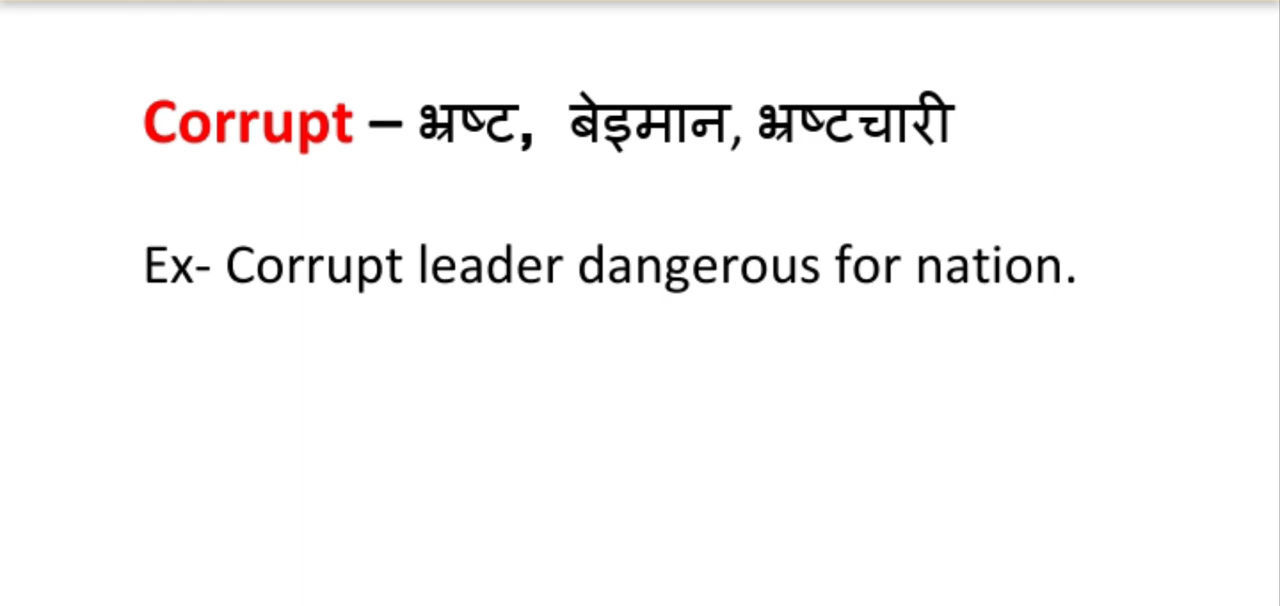 Corrupt – भ्रष्ट, बेइमान, भ्रष्टचारी
Ex- Corrupt leader dangerous for nation.